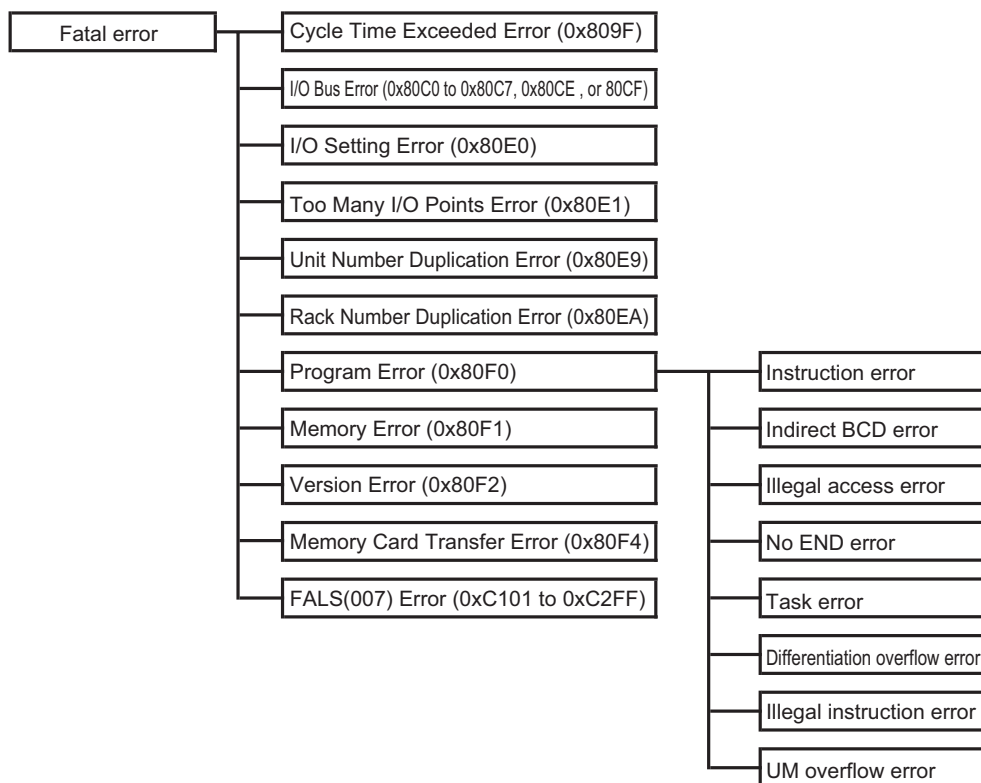 Fatal error
Cycle Time Exceeded Error (0x809F)
I/O Bus Error (0x80C0 to 0x80C7, 0x80CE , or 80CF)
I/O Setting Error (0x80E0)
Too Many I/O Points Error (0x80E1)
Unit Number Duplication Error (0x80E9)
Rack Number Duplication Error (0x80EA)
Program Error (0x80F0)
Memory Error (0x80F1)
Version Error (0x80F2)
Memory Card Transfer Error (0x80F4)
FALS(007) Error (0xC101 to 0xC2FF)
Instruction error
Indirect BCD error
Illegal access error
No END error
Task error
Differentiation overflow error
Illegal instruction error
UM overflow error